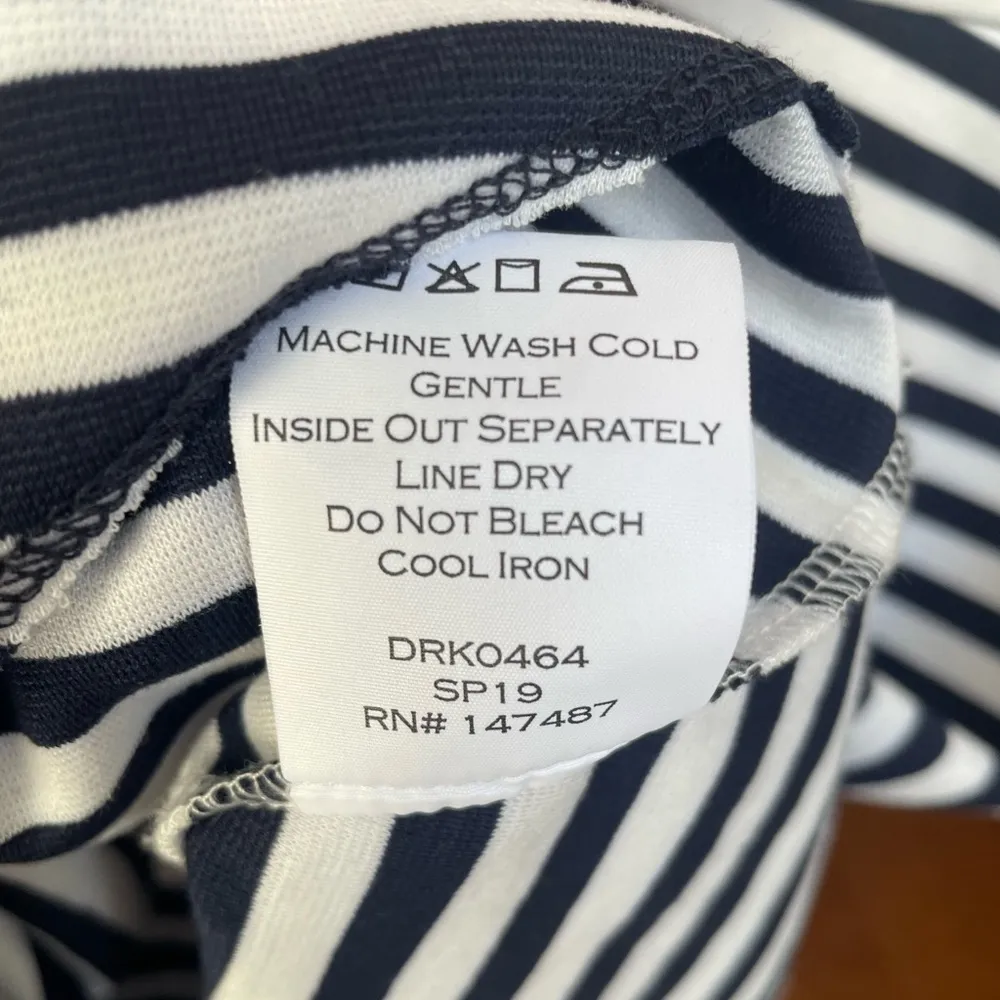 MACHINE WASH COLD
GENTLE
INSIDE OUT SEPARATELY
LINE DRY
DO NOT BLEACH
COOL IRON
DRK0464
SP19
RN# 147487